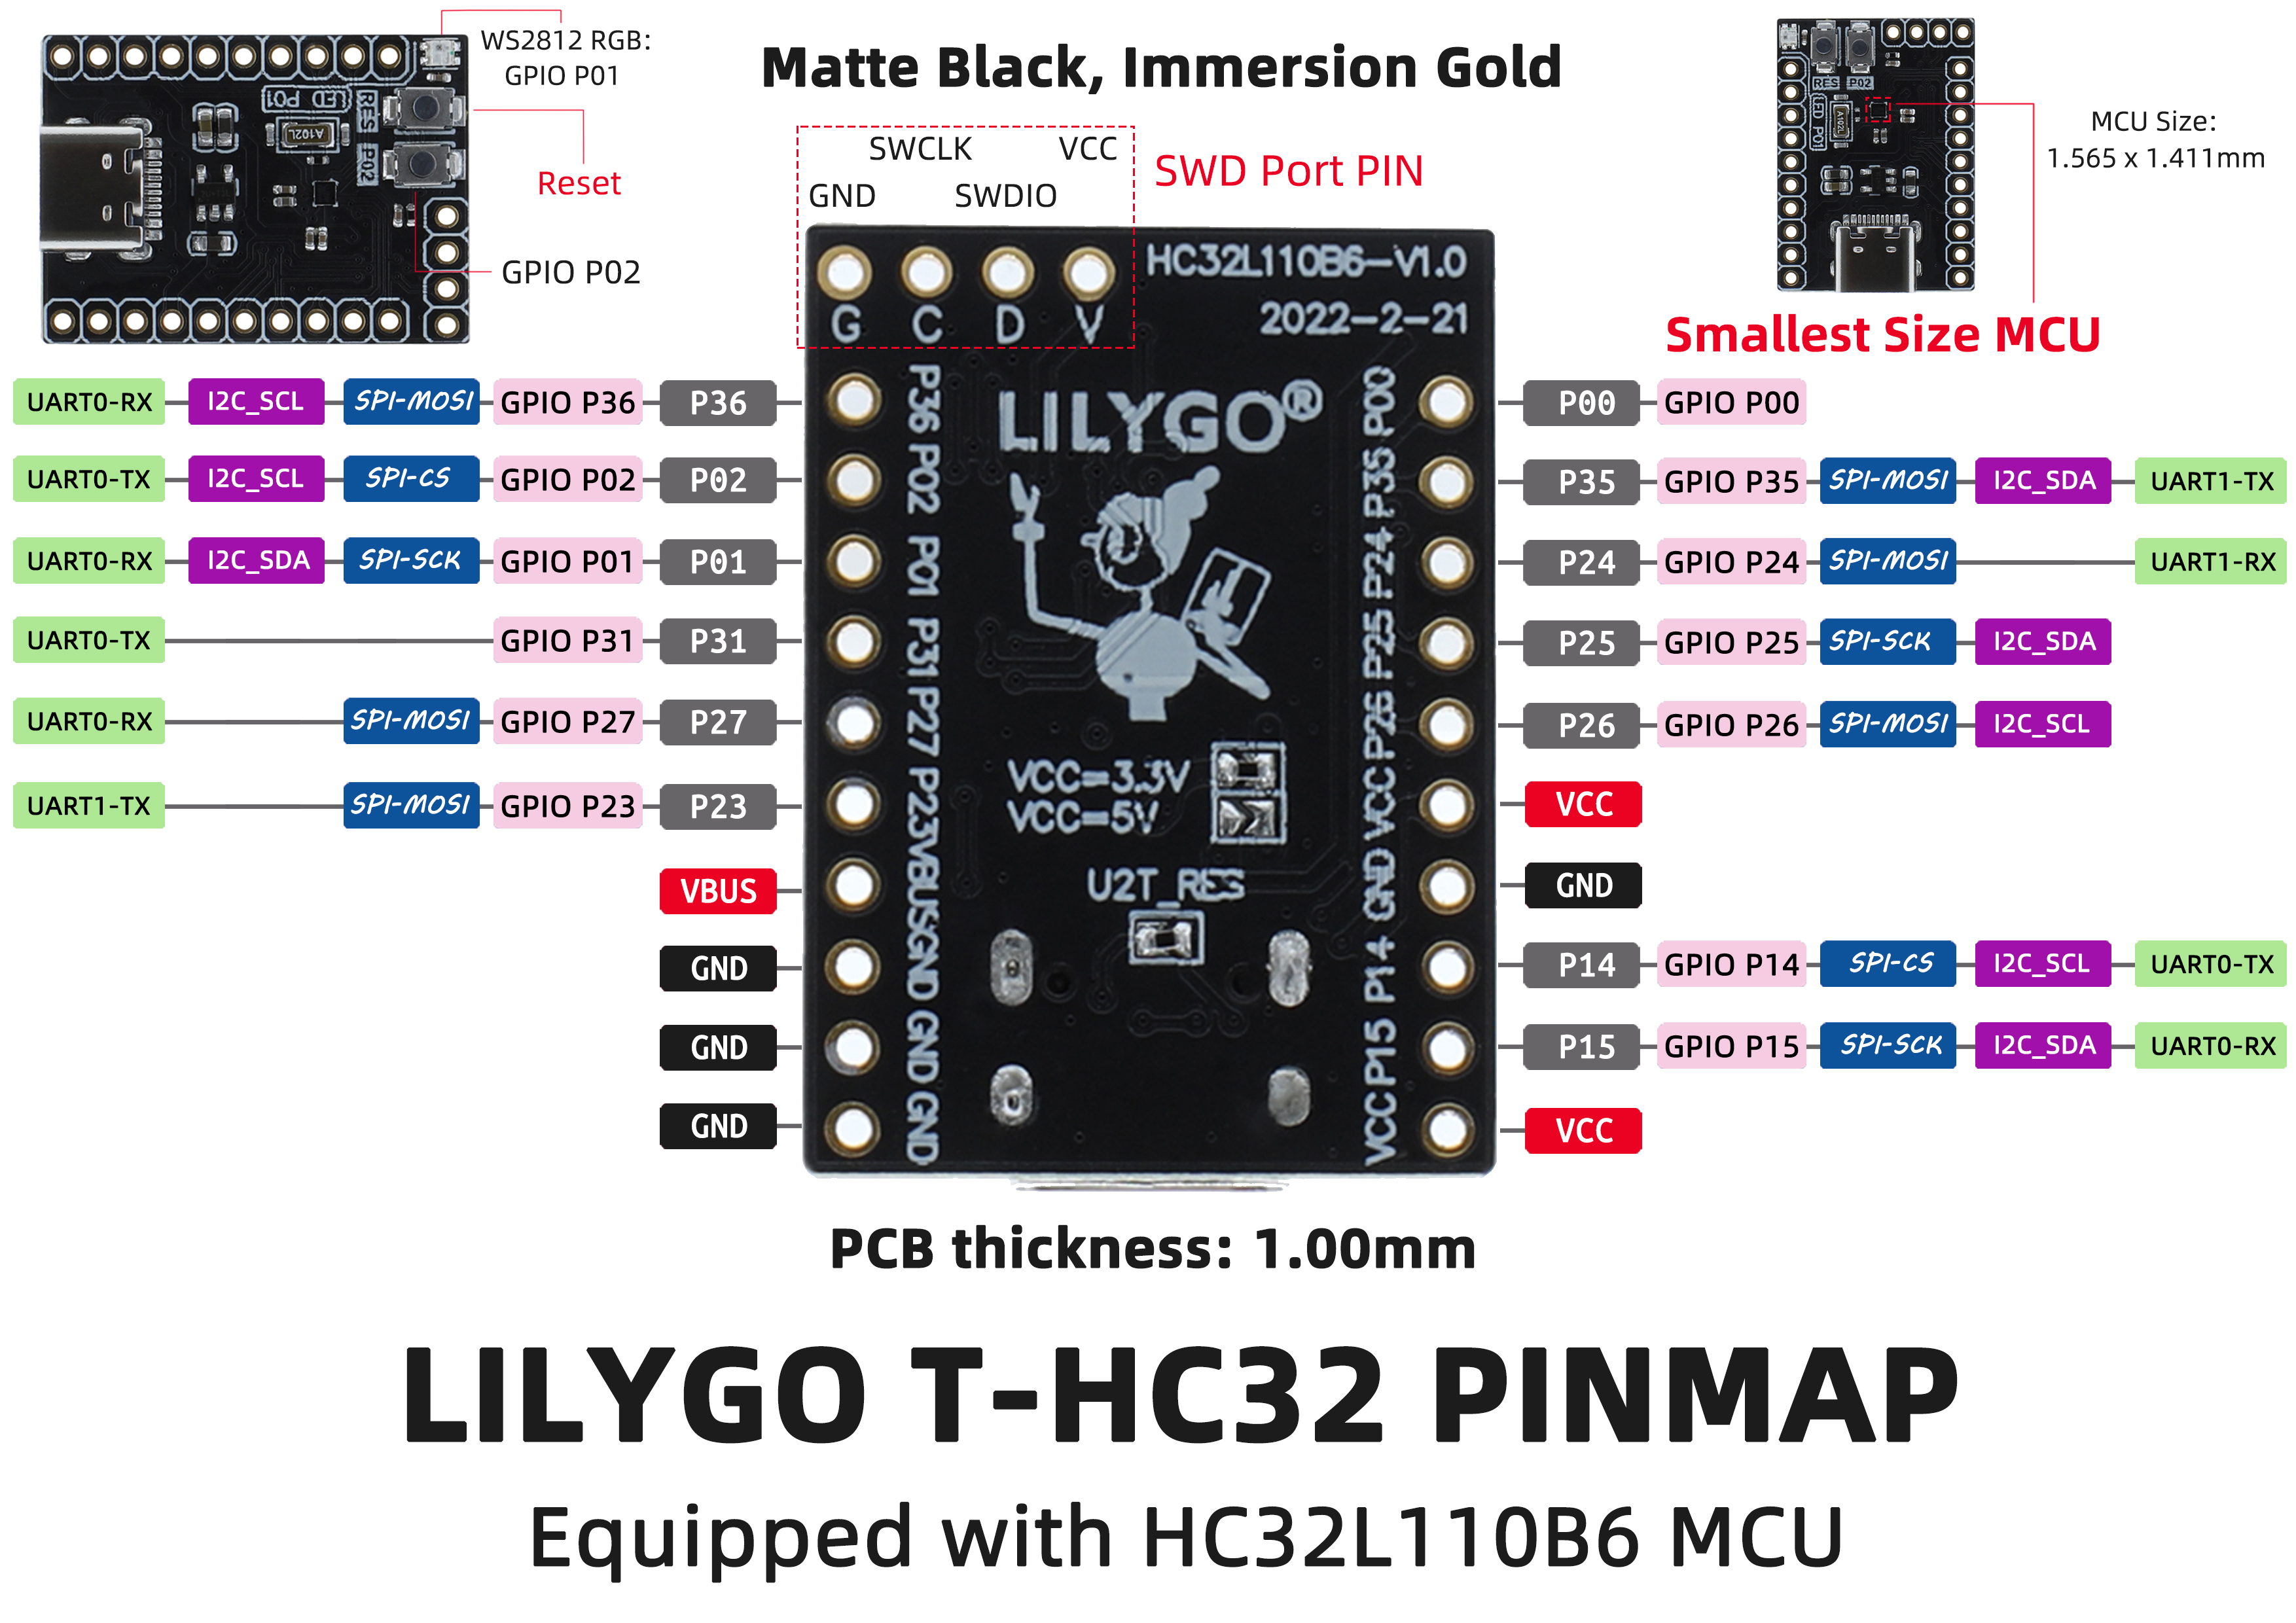 WS2812 RGB:
GPIO P01
Reset
GPIO P02
LED P01
RES
P02
A102L
Matte Black, Immersion Gold
SWCLK VCC
GND SWDIO
SWD Port PIN
MCU Size:
1.565 x 1.411mm
Smallest Size MCU
RES P02
LED P01
A102L
HC32L110B6-V1.0
2022-2-21
G C D V
LILYGO®
VCC=3.3V
VCC=5V
U2T_RES
P36 P02 P01 P31 P27 P23 VBUS GND GND GND
P00 P35 P24 P25 P26 VCC GND P14 P15 VCC
UART0-RX I2C_SCL SPI-MOSI GPIO P36 P36
UART0-TX I2C_SCL SPI-CS GPIO P02 P02
UART0-RX I2C_SDA SPI-SCK GPIO P01 P01
UART0-TX GPIO P31 P31
UART0-RX SPI-MOSI GPIO P27 P27
UART1-TX SPI-MOSI GPIO P23 P23
VBUS
GND
GND
GND
P00 GPIO P00
P35 GPIO P35 SPI-MOSI I2C_SDA UART1-TX
P24 GPIO P24 SPI-MOSI UART1-RX
P25 GPIO P25 SPI-SCK I2C_SDA
P26 GPIO P26 SPI-MOSI I2C_SCL
VCC
GND
P14 GPIO P14 SPI-CS I2C_SCL UART0-TX
P15 GPIO P15 SPI-SCK I2C_SDA UART0-RX
VCC
PCB thickness: 1.00mm
LILYGO T-HC32 PINMAP
Equipped with HC32L110B6 MCU